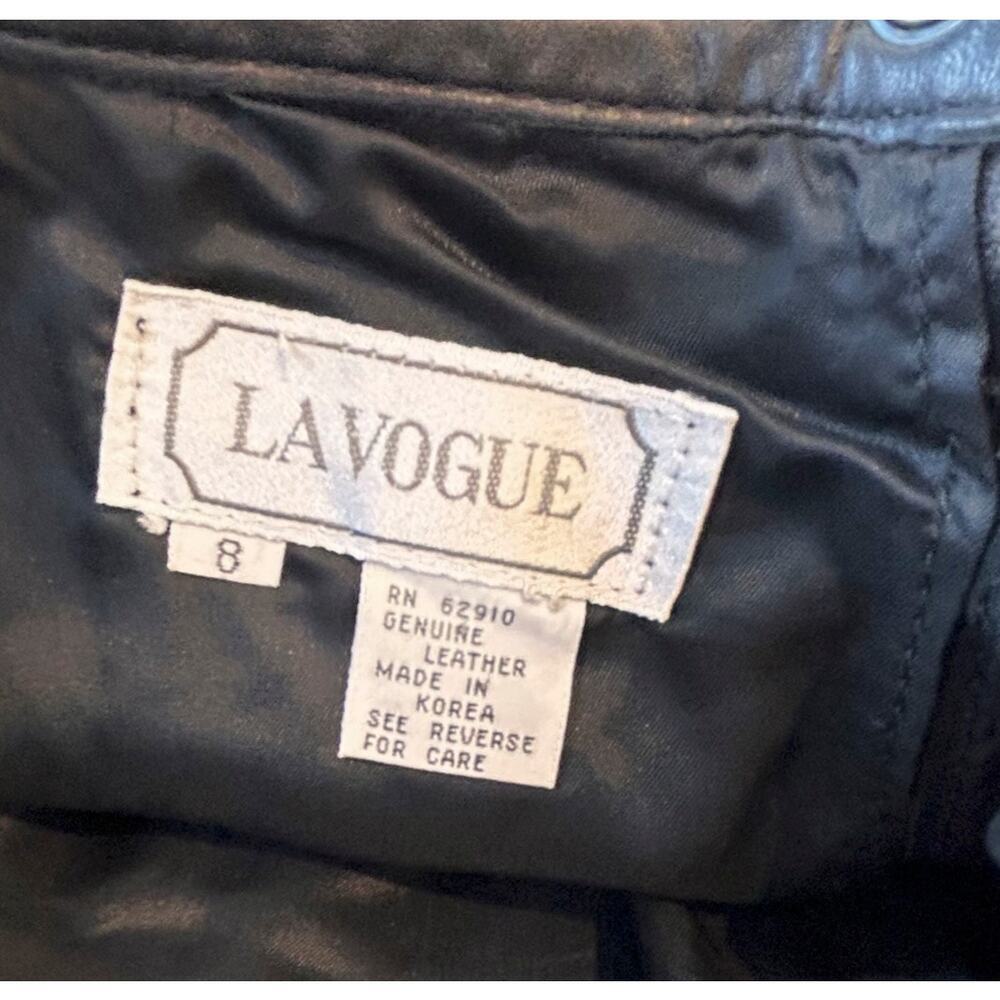 LAVOGUE
8
RN 62910
GENUINE
LEATHER
MADE IN
KOREA
SEE REVERSE
FOR CARE